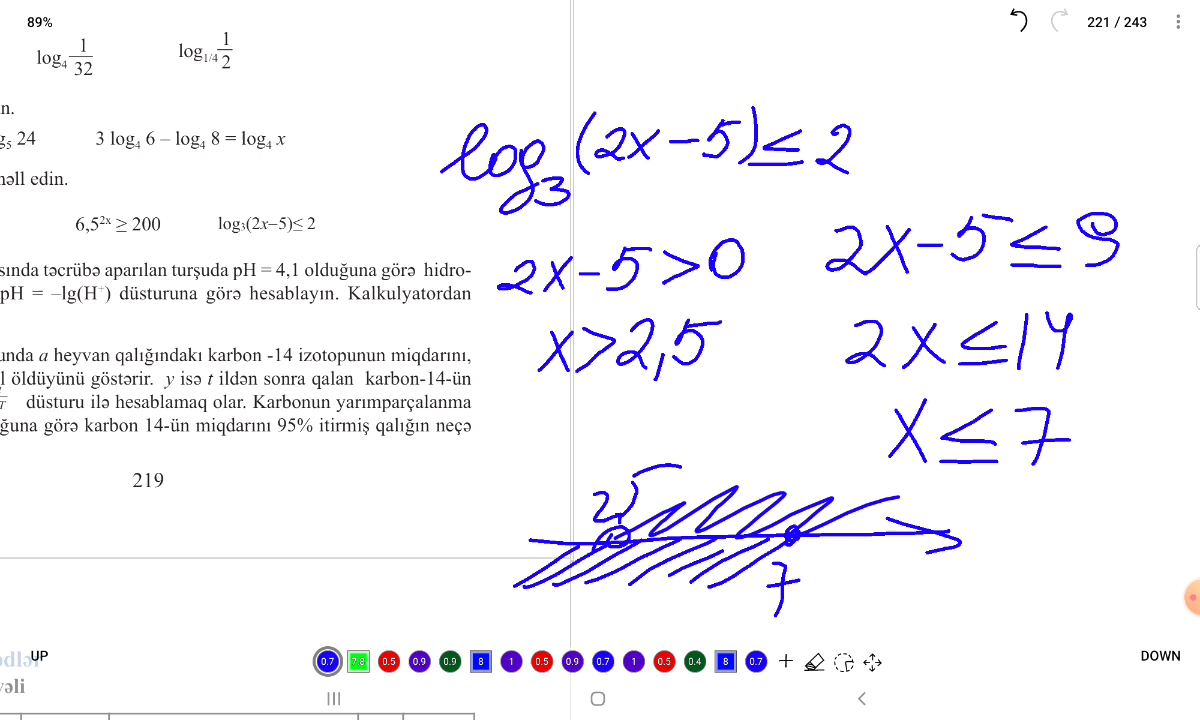 89%
221 / 243
log₄ 1/32 log₁/₄ 1/2
n.
g₅ 24 3 log₄ 6 – log₄ 8 = log₄ x
həll edin.
6,5²ˣ ≥ 200 log₃(2x–5)≤ 2
sında təcrübə aparılan turşuda pH = 4,1 olduğuna görə hidro-
pH = –lg(H⁺) düsturuna görə hesablayın. Kalkulyatordan
unda a heyvan qalığındakı karbon -14 izotopunun miqdarını,
l öldüyünü göstərir. y isə t ildən sonra qalan karbon-14-ün
T düsturu ilə hesablamaq olar. Karbonun yarımparçalanma
ğuna görə karbon 14-ün miqdarını 95% itirmiş qalığın neçə
219
log₃(2x–5)≤2
2x–5>0 2x–5≤9
x>2,5 2x≤14
x≤7
2,5
7
UP
0.7 7.8 0.5 0.9 0.9 8 1 0.5 0.9 0.7 1 0.5 0.4 8 0.7
DOWN